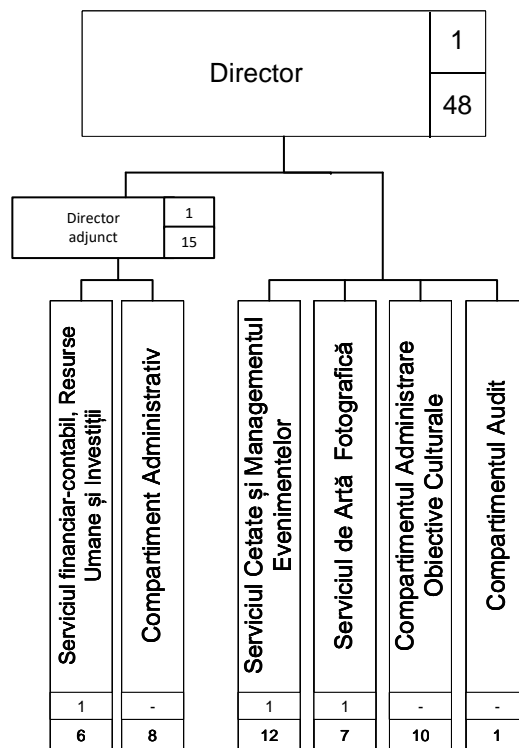 Director
1
48
Director
adjunct
1
15
Serviciul financiar-contabil, Resurse
Umane și Investiții
1
6
Compartiment Administrativ
-
8
Serviciul Cetate și Managementul
Evenimentelor
1
12
Serviciul de Artă Fotografică
1
7
Compartimentul Administrare
Obiective Culturale
-
10
Compartimentul Audit
-
1